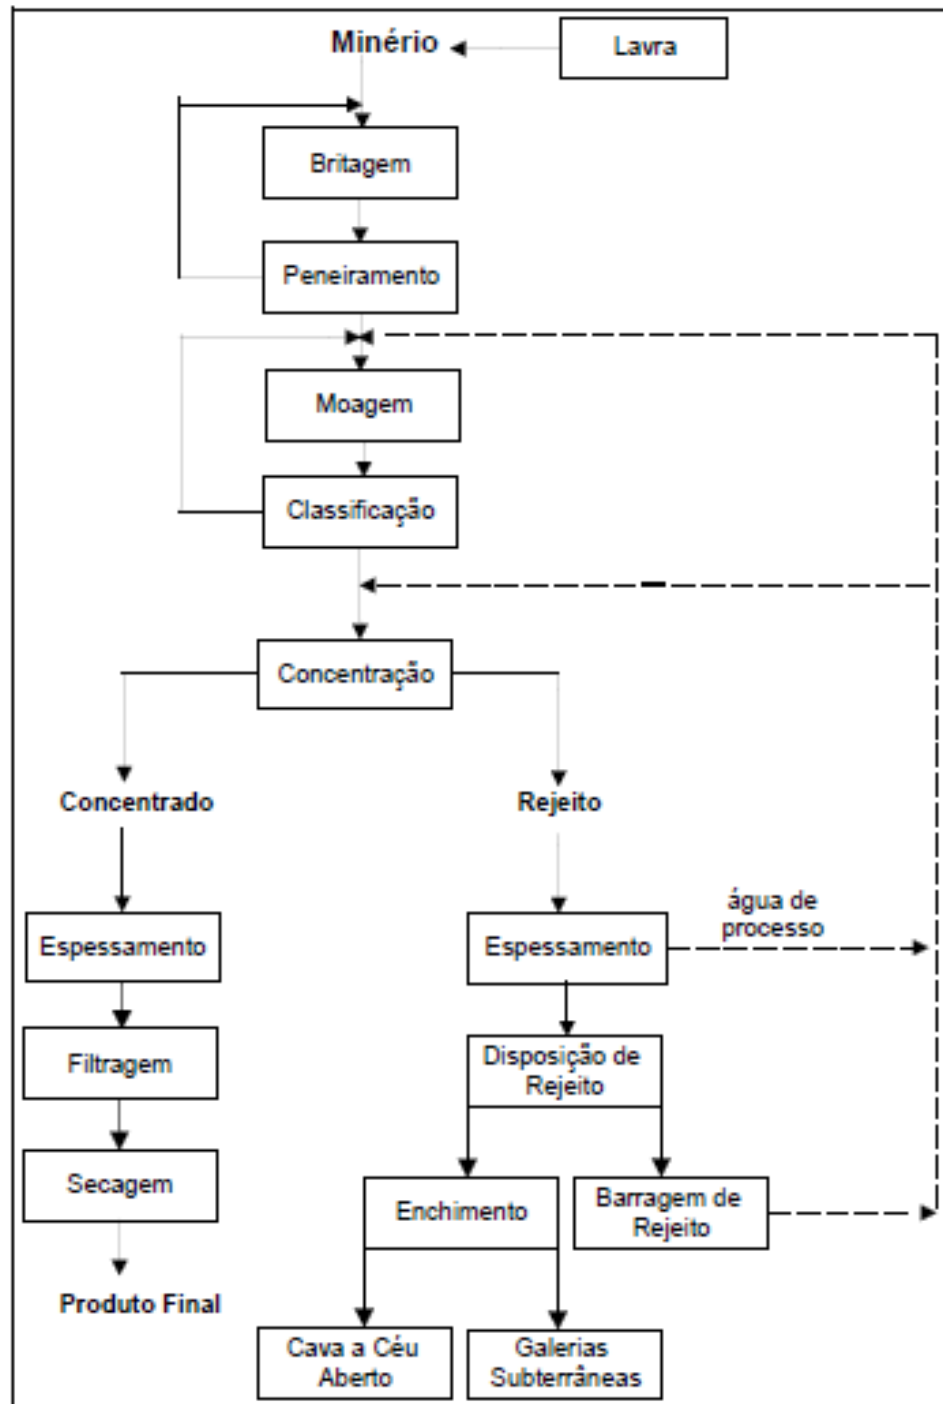 Minério
Lavra
Britagem
Peneiramento
Moagem
Classificação
Concentração
Concentrado
Rejeito
Espessamento
Espessamento
água de
processo
Filtragem
Disposição de
Rejeito
Secagem
Enchimento
Barragem de
Rejeito
Produto Final
Cava a Céu
Aberto
Galerias
Subterrâneas